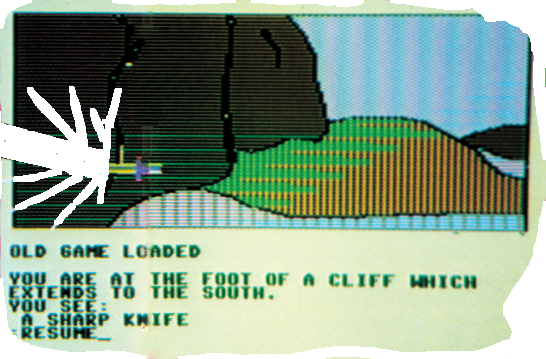 OLD GAME LOADED
YOU ARE AT THE FOOT OF A CLIFF WHICH
EXTENDS TO THE SOUTH.
YOU SEE:
A SHARP KNIFE
RESUME_